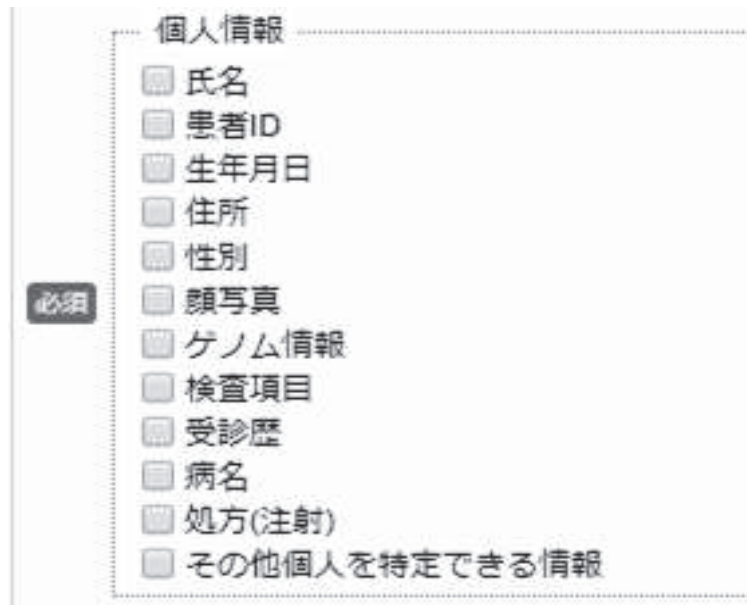 個人情報
氏名
患者ID
生年月日
住所
性別
必須
顔写真
ゲノム情報
検査項目
受診歴
病名
処方(注射)
その他個人を特定できる情報